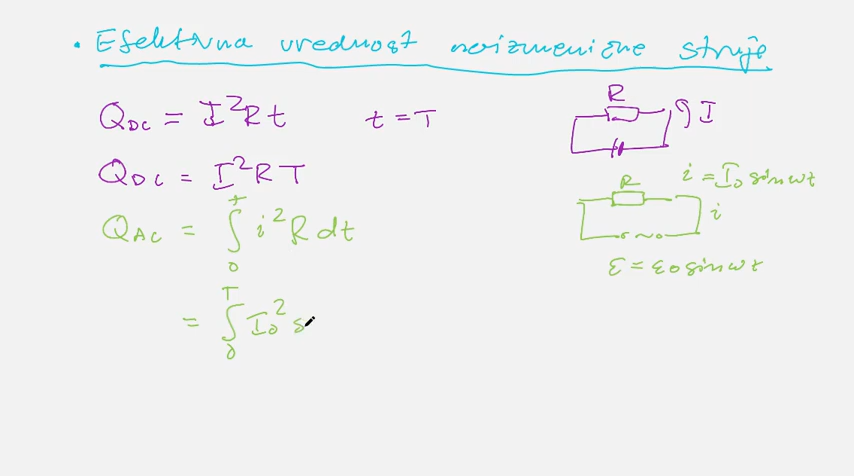 • Efektivna vrednost naizmenične struje
Q_DC = I²Rt t = T
Q_DC = I²RT
Q_AC = ∫₀ᵗ i²R dt
= ∫₀ᵀ I₀² s
R
I
R
i = I₀ sin ωt
i
ε = ε₀ sin ωt